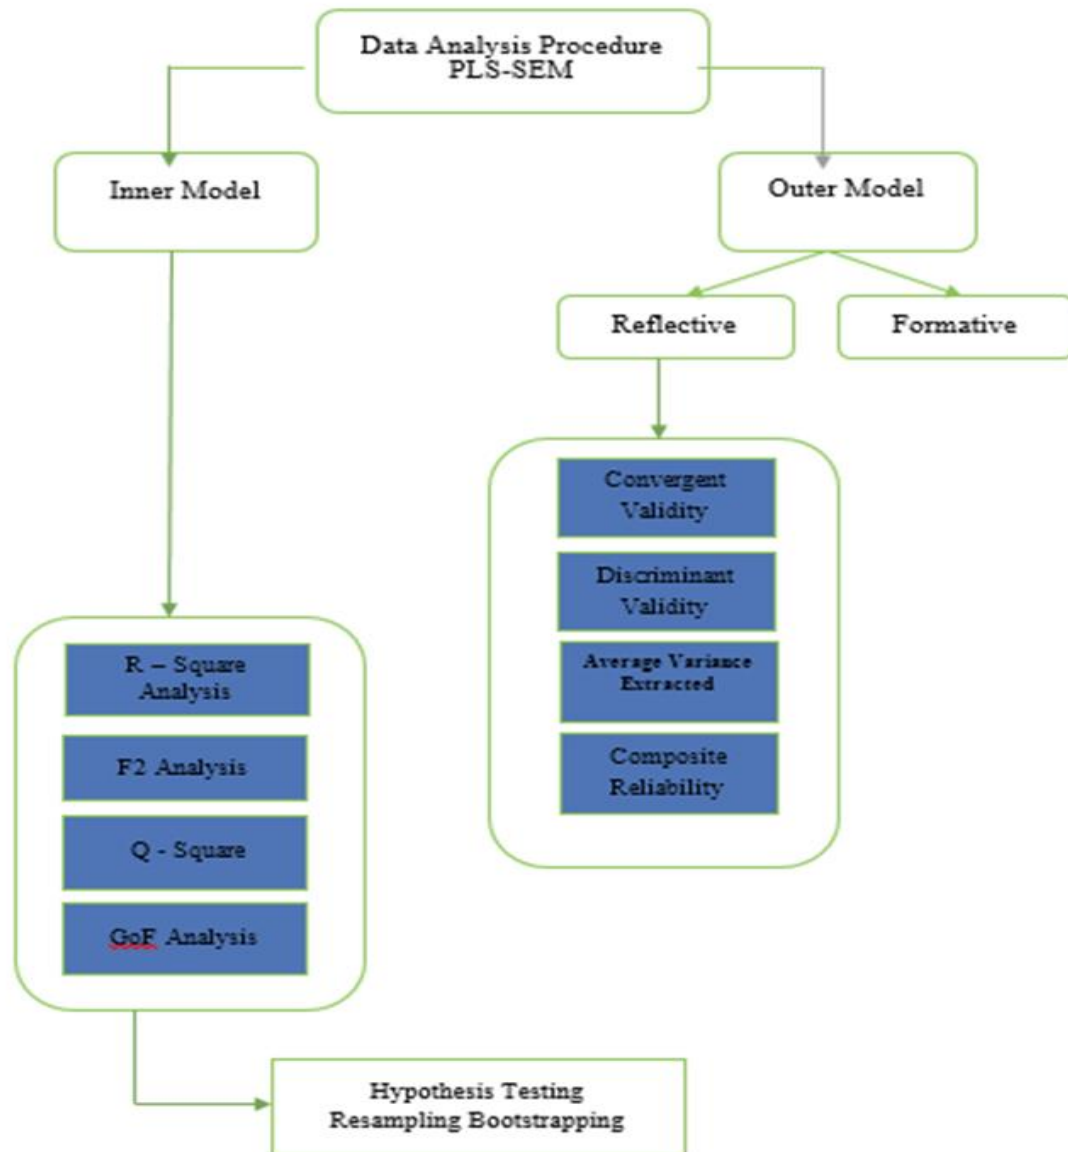 Data Analysis Procedure
PLS-SEM
Inner Model
Outer Model
Reflective
Formative
Convergent
Validity
Discriminant
Validity
Average Variance
Extracted
Composite
Reliability
R – Square
Analysis
F2 Analysis
Q - Square
GoF Analysis
Hypothesis Testing
Resampling Bootstrapping